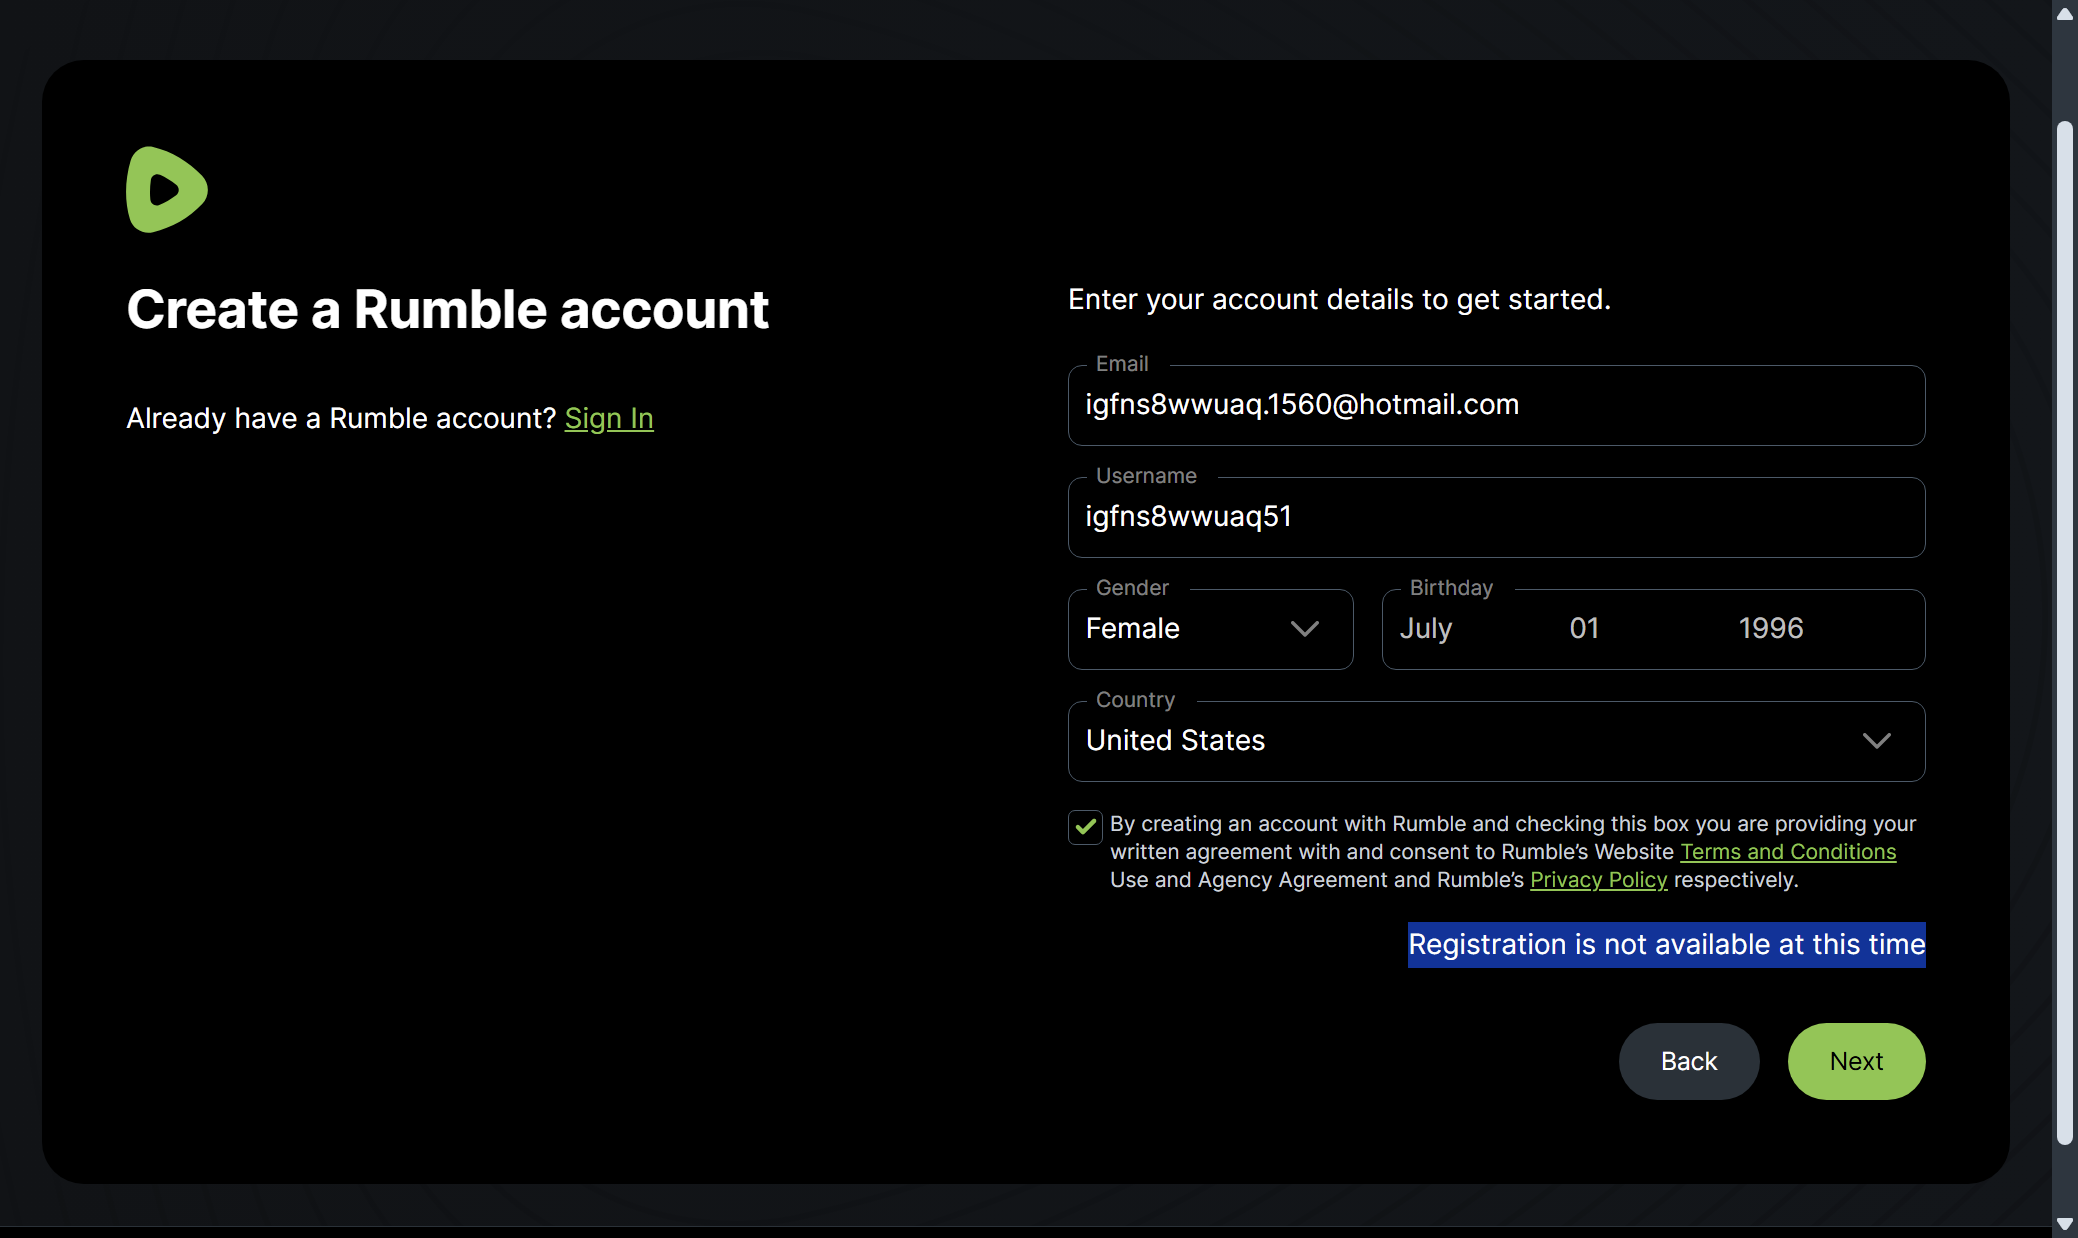 Create a Rumble account
Already have a Rumble account? Sign In
Enter your account details to get started.
Email
igfns8wwuaq.1560@hotmail.com
Username
igfns8wwuaq51
Gender
Female
Birthday
July 01 1996
Country
United States
By creating an account with Rumble and checking this box you are providing your
written agreement with and consent to Rumble’s Website Terms and Conditions
Use and Agency Agreement and Rumble’s Privacy Policy respectively.
Registration is not available at this time
Back
Next